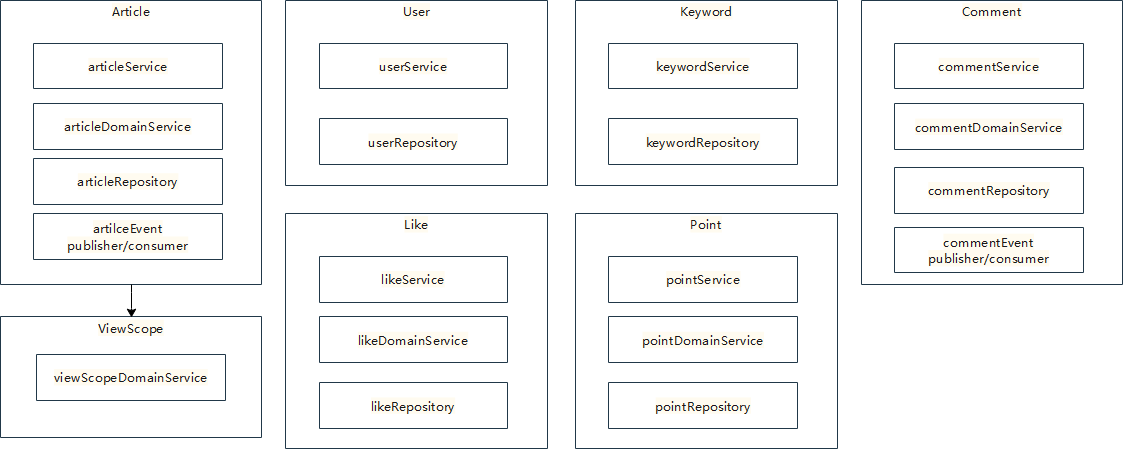 Article
articleService
articleDomainService
articleRepository
artilceEvent
publisher/consumer
ViewScope
viewScopeDomainService
User
userService
userRepository
Like
likeService
likeDomainService
likeRepository
Keyword
keywordService
keywordRepository
Point
pointService
pointDomainService
pointRepository
Comment
commentService
commentDomainService
commentRepository
commentEvent
publisher/consumer